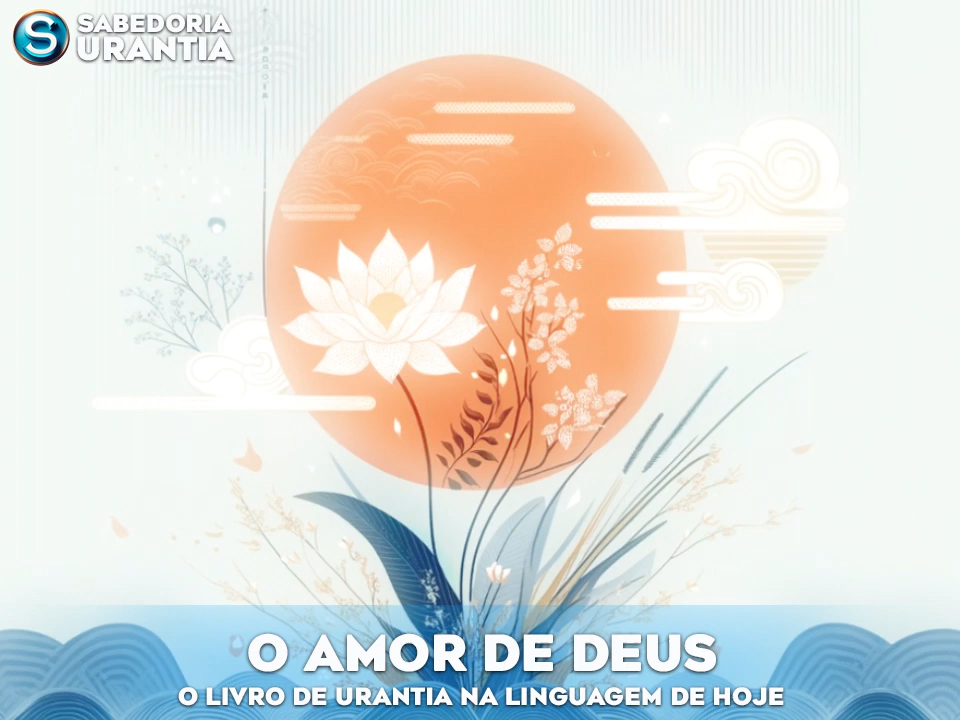 SABEDORIA
URANTIA
O AMOR DE DEUS
O LIVRO DE URANTIA NA LINGUAGEM DE HOJE